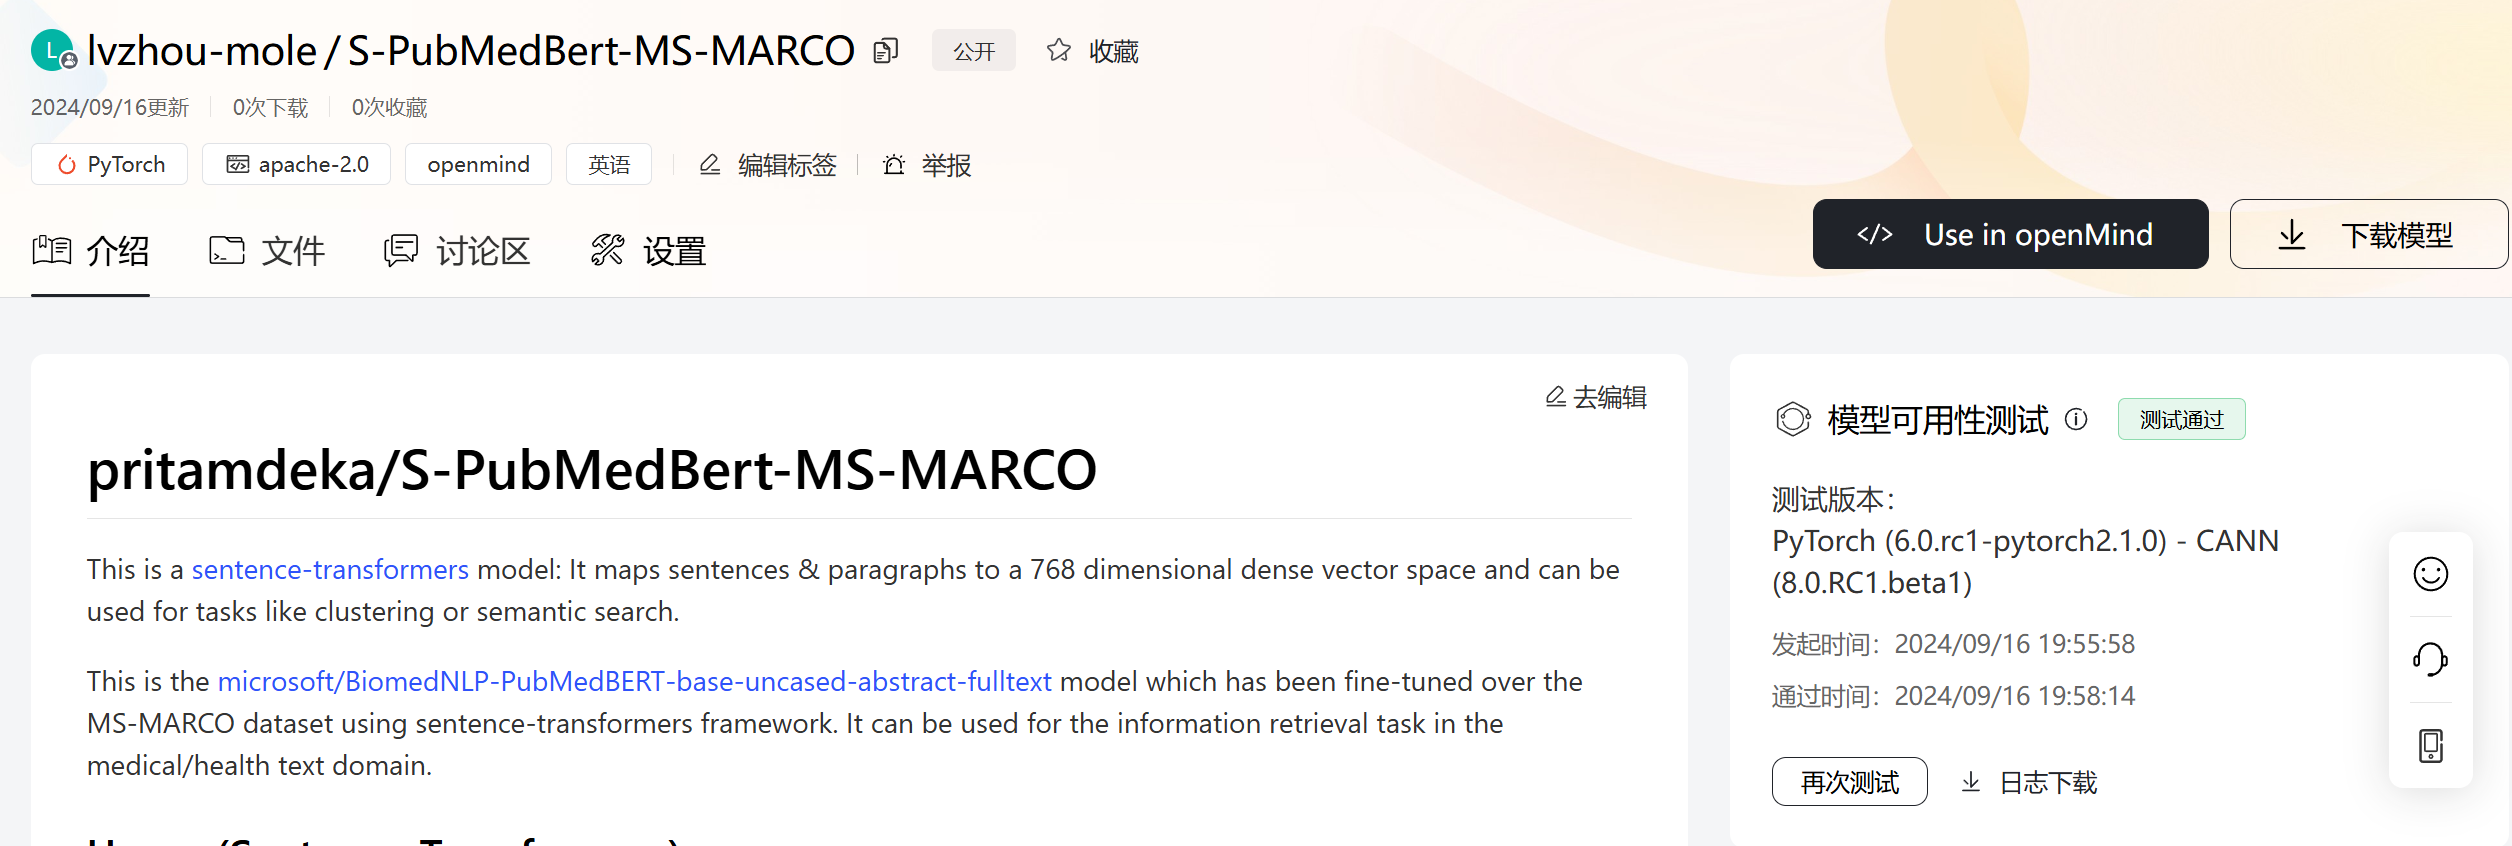 L lvzhou-mole / S-PubMedBert-MS-MARCO 公开 收藏
2024/09/16更新 0次下载 0次收藏
PyTorch apache-2.0 openmind 英语 编辑标签 举报
介绍 文件 讨论区 设置
Use in openMind 下载模型
去编辑
pritamdeka/S-PubMedBert-MS-MARCO
This is a sentence-transformers model: It maps sentences & paragraphs to a 768 dimensional dense vector space and can be
used for tasks like clustering or semantic search.
This is the microsoft/BiomedNLP-PubMedBERT-base-uncased-abstract-fulltext model which has been fine-tuned over the
MS-MARCO dataset using sentence-transformers framework. It can be used for the information retrieval task in the
medical/health text domain.
模型可用性测试 测试通过
测试版本：
PyTorch (6.0.rc1-pytorch2.1.0) - CANN
(8.0.RC1.beta1)
发起时间：2024/09/16 19:55:58
通过时间：2024/09/16 19:58:14
再次测试 日志下载